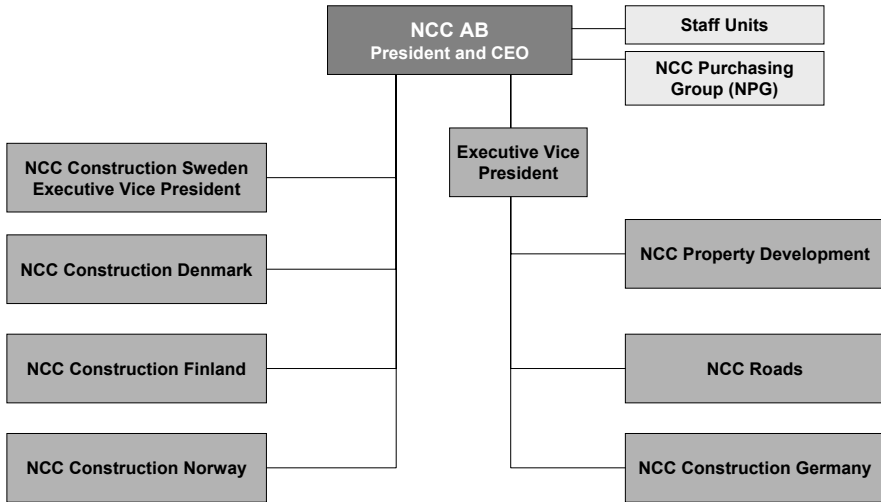 NCC AB
President and CEO
Staff Units
NCC Purchasing
Group (NPG)
Executive Vice
President
NCC Construction Sweden
Executive Vice President
NCC Construction Denmark
NCC Property Development
NCC Construction Finland
NCC Roads
NCC Construction Norway
NCC Construction Germany